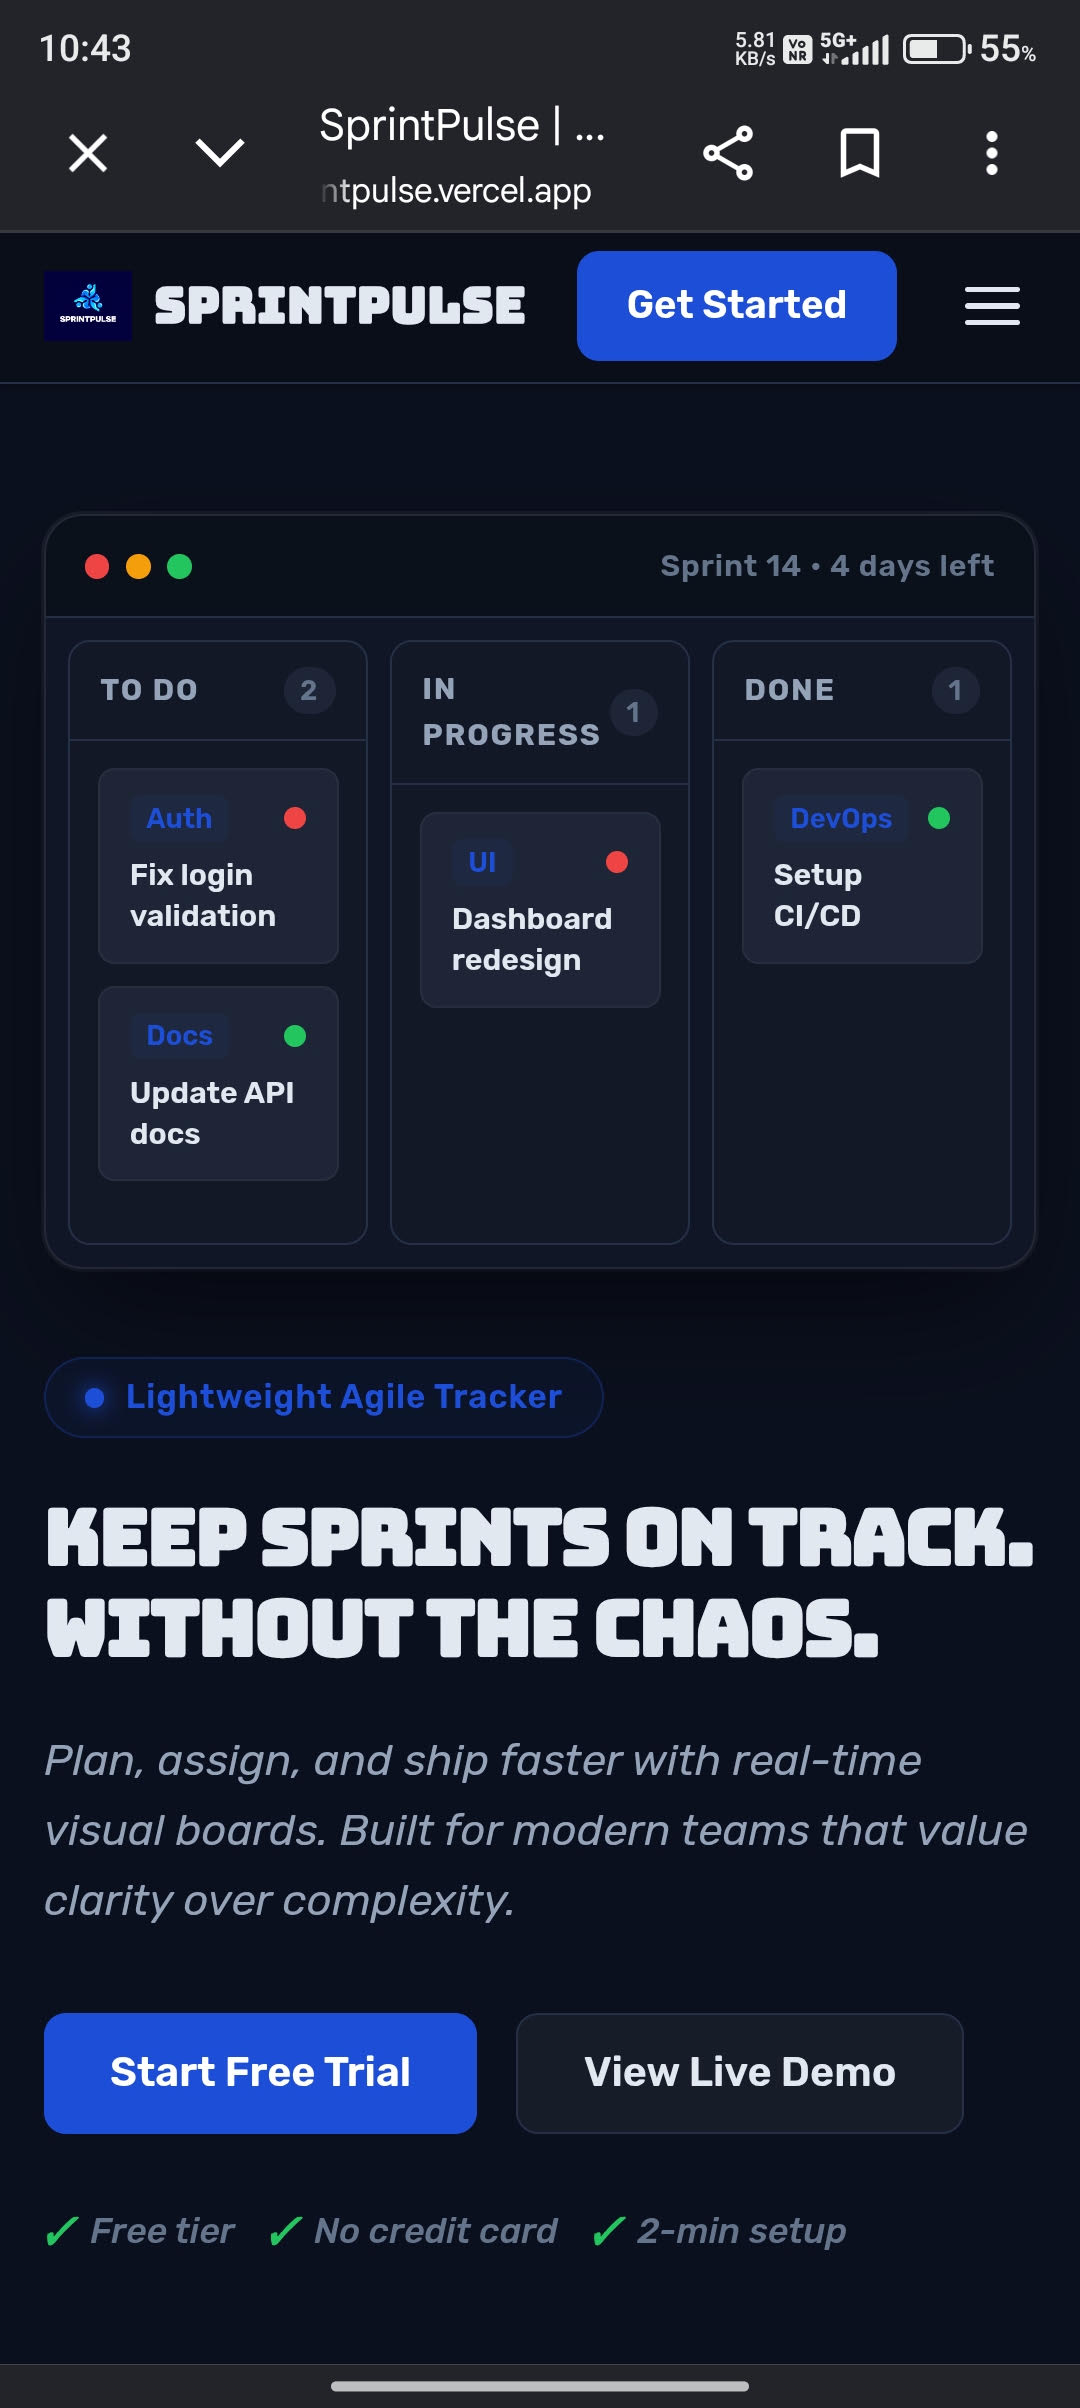 10:43
5.81 KB/s
Vo NR
5G+
55%
SprintPulse | ...
ntpulse.vercel.app
SPRINTPULSE
SPRINTPULSE
Get Started
Sprint 14 • 4 days left
TO DO 2
Auth
Fix login
validation
Docs
Update API
docs
IN
PROGRESS 1
UI
Dashboard
redesign
DONE 1
DevOps
Setup
CI/CD
Lightweight Agile Tracker
KEEP SPRINTS ON TRACK.
WITHOUT THE CHAOS.
Plan, assign, and ship faster with real-time
visual boards. Built for modern teams that value
clarity over complexity.
Start Free Trial
View Live Demo
✓ Free tier ✓ No credit card ✓ 2-min setup